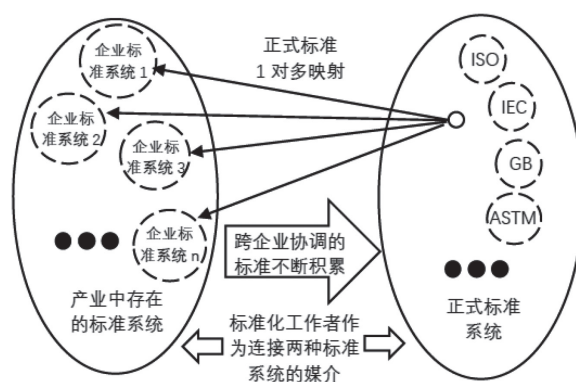 企业标
准系统 1
企业标
准系统 2
企业标
准系统 3
企业标
准系统 n
产业中存在
的标准系统
正式标准
1 对多映射
跨企业协调的
标准不断积累
标准化工作者作
为连接两种标准
系统的媒介
ISO
IEC
GB
ASTM
正式标准
系统